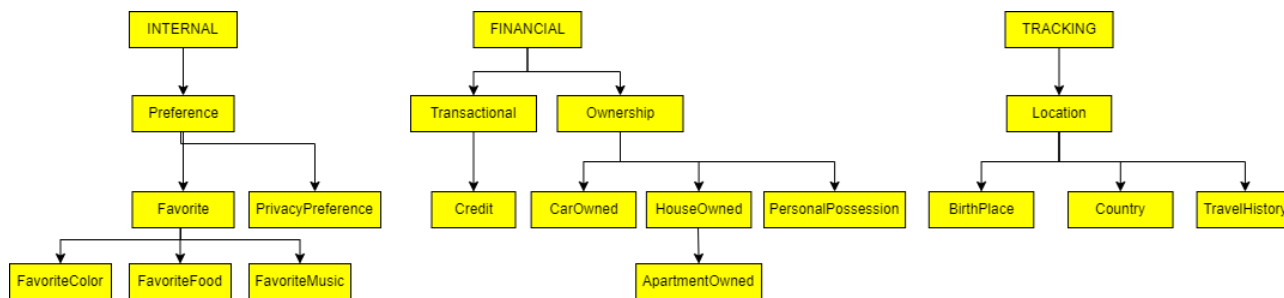 INTERNAL
FINANCIAL
TRACKING
Preference
Transactional
Ownership
Location
Favorite
PrivacyPreference
Credit
CarOwned
HouseOwned
PersonalPossession
BirthPlace
Country
TravelHistory
FavoriteColor
FavoriteFood
FavoriteMusic
ApartmentOwned